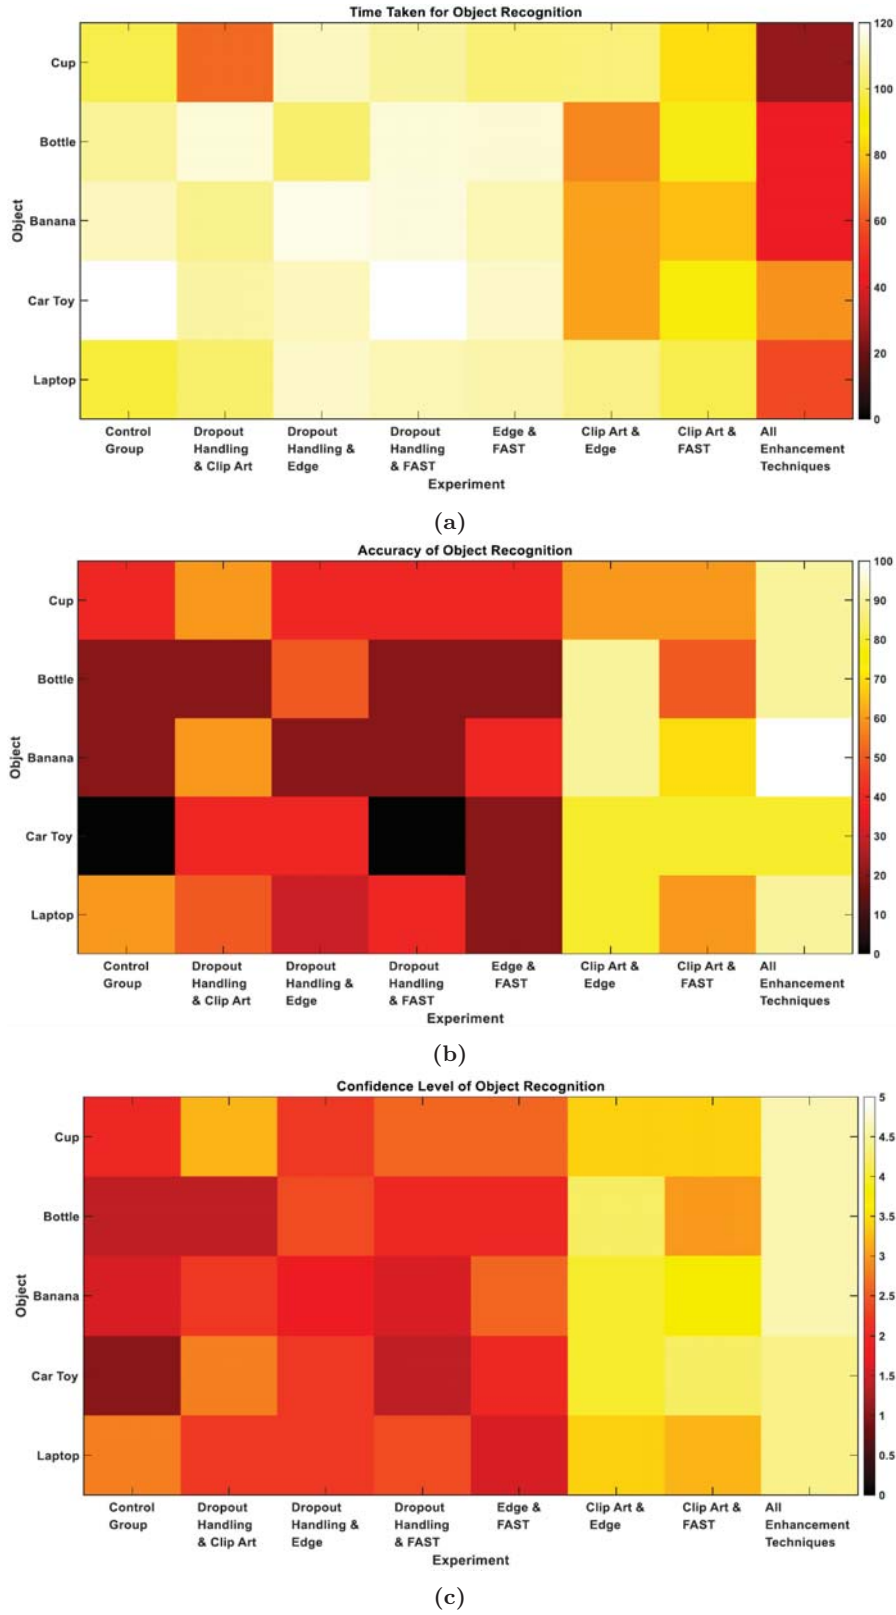 Time Taken for Object Recognition
120
100
80
60
40
20
0
Cup
Bottle
Banana
Car Toy
Laptop
Object
Control Group
Dropout Handling & Clip Art
Dropout Handling & Edge
Dropout Handling & FAST
Edge & FAST
Clip Art & Edge
Clip Art & FAST
All Enhancement Techniques
Experiment
(a)
Accuracy of Object Recognition
100
90
80
70
60
50
40
30
20
10
0
Cup
Bottle
Banana
Car Toy
Laptop
Object
Control Group
Dropout Handling & Clip Art
Dropout Handling & Edge
Dropout Handling & FAST
Edge & FAST
Clip Art & Edge
Clip Art & FAST
All Enhancement Techniques
Experiment
(b)
Confidence Level of Object Recognition
5
4.5
4
3.5
3
2.5
2
1.5
1
0.5
0
Cup
Bottle
Banana
Car Toy
Laptop
Object
Control Group
Dropout Handling & Clip Art
Dropout Handling & Edge
Dropout Handling & FAST
Edge & FAST
Clip Art & Edge
Clip Art & FAST
All Enhancement Techniques
Experiment
(c)